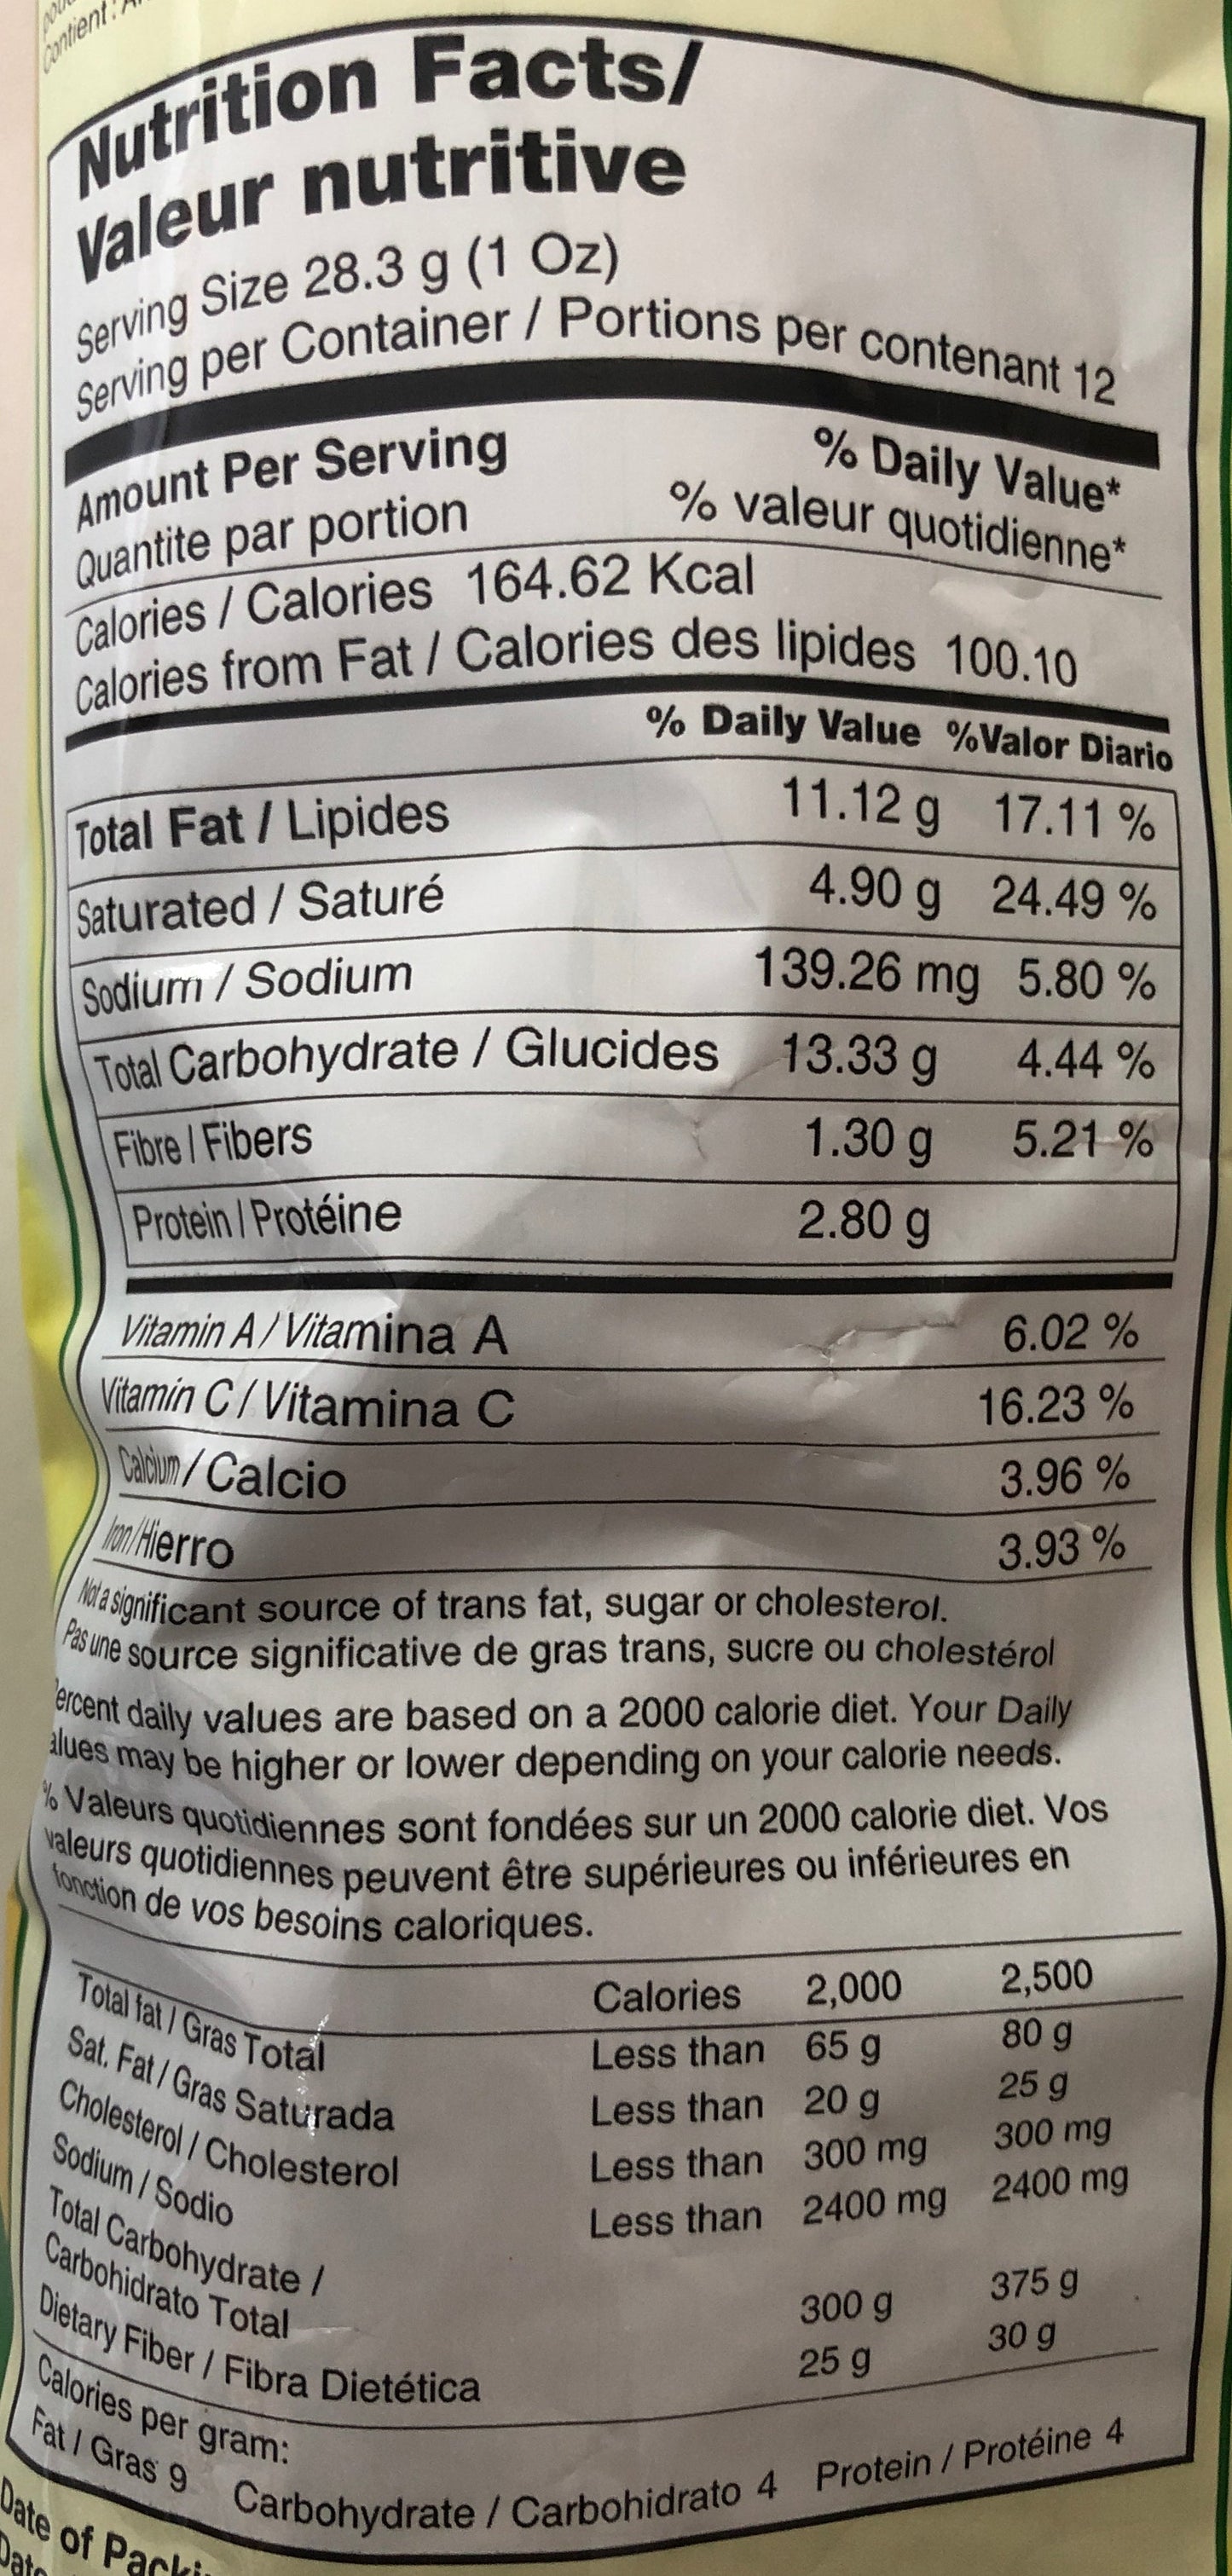 Contient:
Nutrition Facts/
Valeur nutritive
Serving Size 28.3 g (1 Oz)
Serving per Container / Portions per contenant 12
Amount Per Serving % Daily Value*
Quantite par portion % valeur quotidienne*
Calories / Calories 164.62 Kcal
Calories from Fat / Calories des lipides 100.10
% Daily Value %Valor Diario
Total Fat / Lipides 11.12 g 17.11 %
Saturated / Saturé 4.90 g 24.49 %
Sodium / Sodium 139.26 mg 5.80 %
Total Carbohydrate / Glucides 13.33 g 4.44 %
Fibre / Fibers 1.30 g 5.21 %
Protein / Protéine 2.80 g
Vitamin A / Vitamina A 6.02 %
Vitamin C / Vitamina C 16.23 %
Calcium / Calcio 3.96 %
Iron/Hierro 3.93 %
Not a significant source of trans fat, sugar or cholesterol.
Pas une source significative de gras trans, sucre ou cholestérol
ercent daily values are based on a 2000 calorie diet. Your Daily
alues may be higher or lower depending on your calorie needs.
% Valeurs quotidiennes sont fondées sur un 2000 calorie diet. Vos
valeurs quotidiennes peuvent être supérieures ou inférieures en
fonction de vos besoins caloriques.
Calories 2,000 2,500
Total fat / Gras Total Less than 65 g 80 g
Sat. Fat / Gras Saturada Less than 20 g 25 g
Cholesterol / Cholesterol Less than 300 mg 300 mg
Sodium / Sodio Less than 2400 mg 2400 mg
Total Carbohydrate /
Carbohidrato Total 300 g 375 g
Dietary Fiber / Fibra Dietética 25 g 30 g
Calories per gram:
Fat / Gras 9 Carbohydrate / Carbohidrato 4 Protein / Protéine 4
Date of Packi